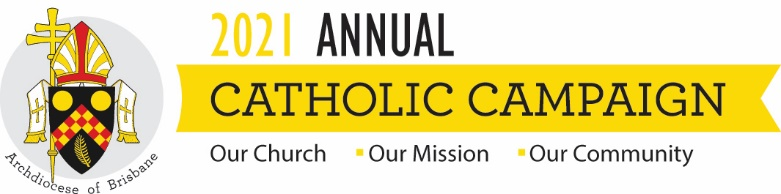 2021 ANNUAL
CATHOLIC CAMPAIGN
Our Church ▪ Our Mission ▪ Our Community
Archdiocese of Brisbane